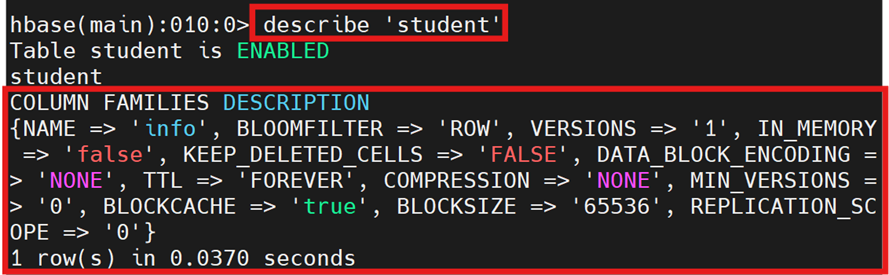 hbase(main):010:0> describe 'student'
Table student is ENABLED
student
COLUMN FAMILIES DESCRIPTION
{NAME => 'info', BLOOMFILTER => 'ROW', VERSIONS => '1', IN_MEMORY
 => 'false', KEEP_DELETED_CELLS => 'FALSE', DATA_BLOCK_ENCODING =
> 'NONE', TTL => 'FOREVER', COMPRESSION => 'NONE', MIN_VERSIONS =
> '0', BLOCKCACHE => 'true', BLOCKSIZE => '65536', REPLICATION_SC
OPE => '0'}
1 row(s) in 0.0370 seconds